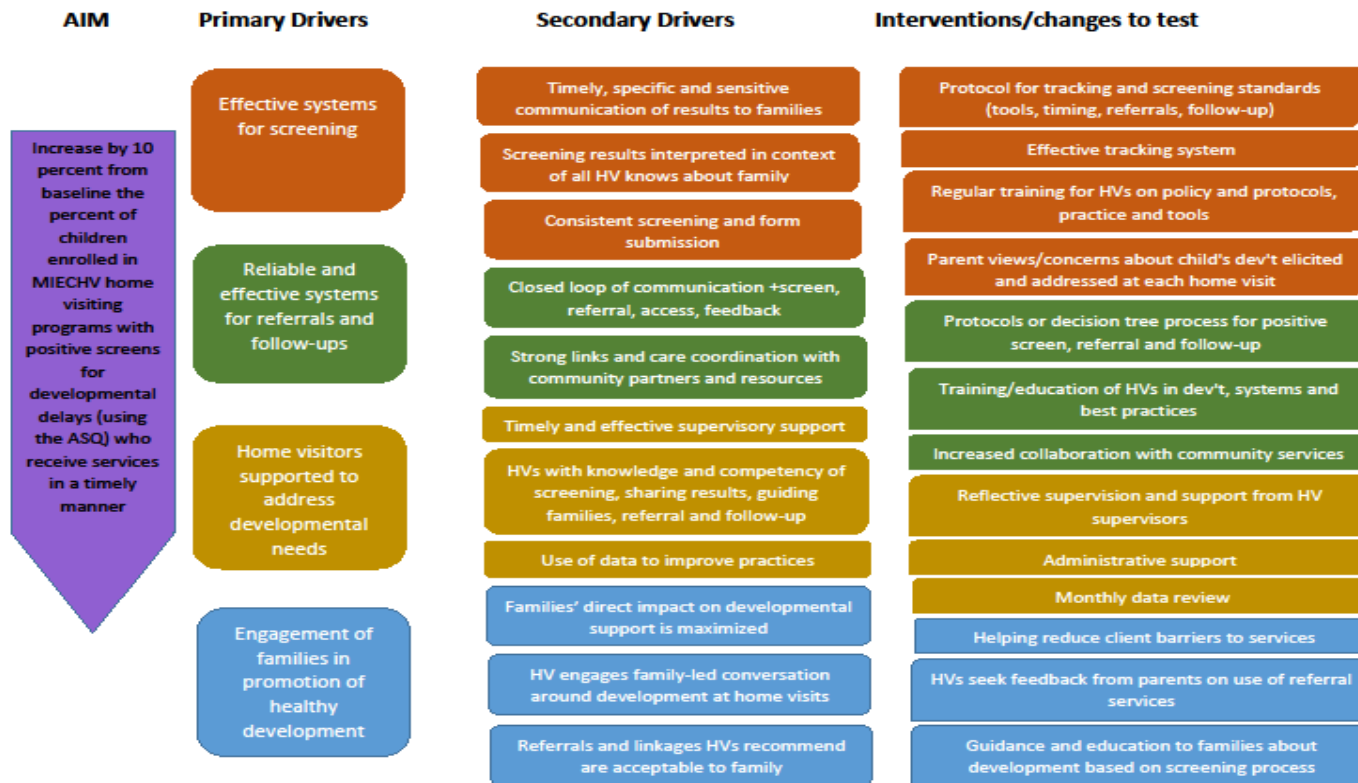 AIM
Primary Drivers
Secondary Drivers
Interventions/changes to test
Increase by 10
percent from
baseline the
percent of
children
enrolled in
MIECHV home
visiting
programs with
positive screens
for
developmental
delays (using
the ASQ) who
receive services
in a timely
manner
Effective systems
for screening
Reliable and
effective systems
for referrals and
follow-ups
Home visitors
supported to
address
developmental
needs
Engagement of
families in
promotion of
healthy
development
Timely, specific and sensitive
communication of results to families
Screening results interpreted in context
of all HV knows about family
Consistent screening and form
submission
Closed loop of communication +screen,
referral, access, feedback
Strong links and care coordination with
community partners and resources
Timely and effective supervisory support
HVs with knowledge and competency of
screening, sharing results, guiding
families, referral and follow-up
Use of data to improve practices
Families’ direct impact on developmental
support is maximized
HV engages family-led conversation
around development at home visits
Referrals and linkages HVs recommend
are acceptable to family
Protocol for tracking and screening standards
(tools, timing, referrals, follow-up)
Effective tracking system
Regular training for HVs on policy and protocols,
practice and tools
Parent views/concerns about child's dev't elicited
and addressed at each home visit
Protocols or decision tree process for positive
screen, referral and follow-up
Training/education of HVs in dev't, systems and
best practices
Increased collaboration with community services
Reflective supervision and support from HV
supervisors
Administrative support
Monthly data review
Helping reduce client barriers to services
HVs seek feedback from parents on use of referral
services
Guidance and education to families about
development based on screening process